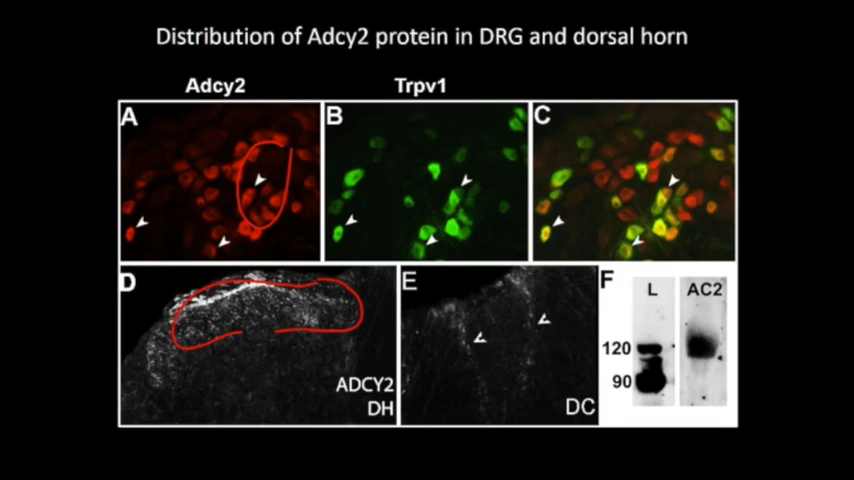 Distribution of Adcy2 protein in DRG and dorsal horn
Adcy2 Trpv1
A B C
D E F
L AC2
120
90
ADCY2
DH
DC